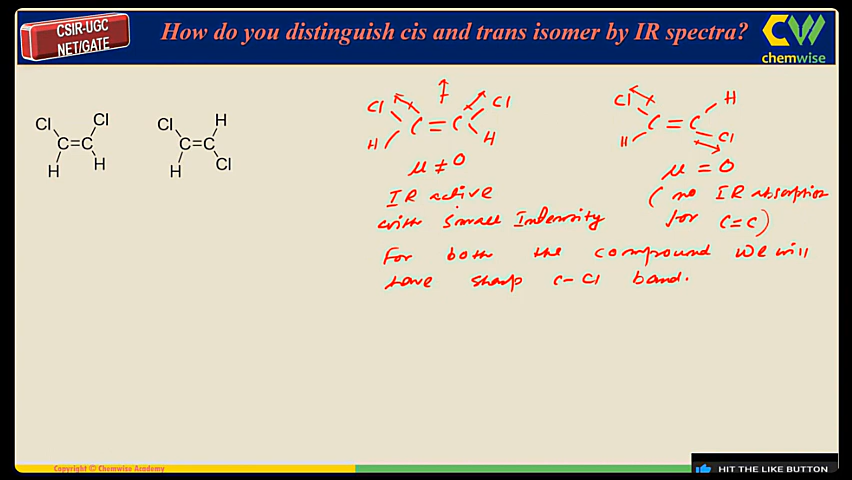 CSIR-UGC
NET/GATE
How do you distinguish cis and trans isomer by IR spectra?
CW
chemwise
Cl Cl
C=C
H H
Cl H
C=C
H Cl
Cl Cl
C = C
H H
μ ≠ 0
IR active
with small Intensity
Cl H
C = C
H Cl
μ = 0
( no IR absorption
for C=C)
For both the compound we will
have sharp C-Cl band.
Copyright © Chemwise Academy
HIT THE LIKE BUTTON